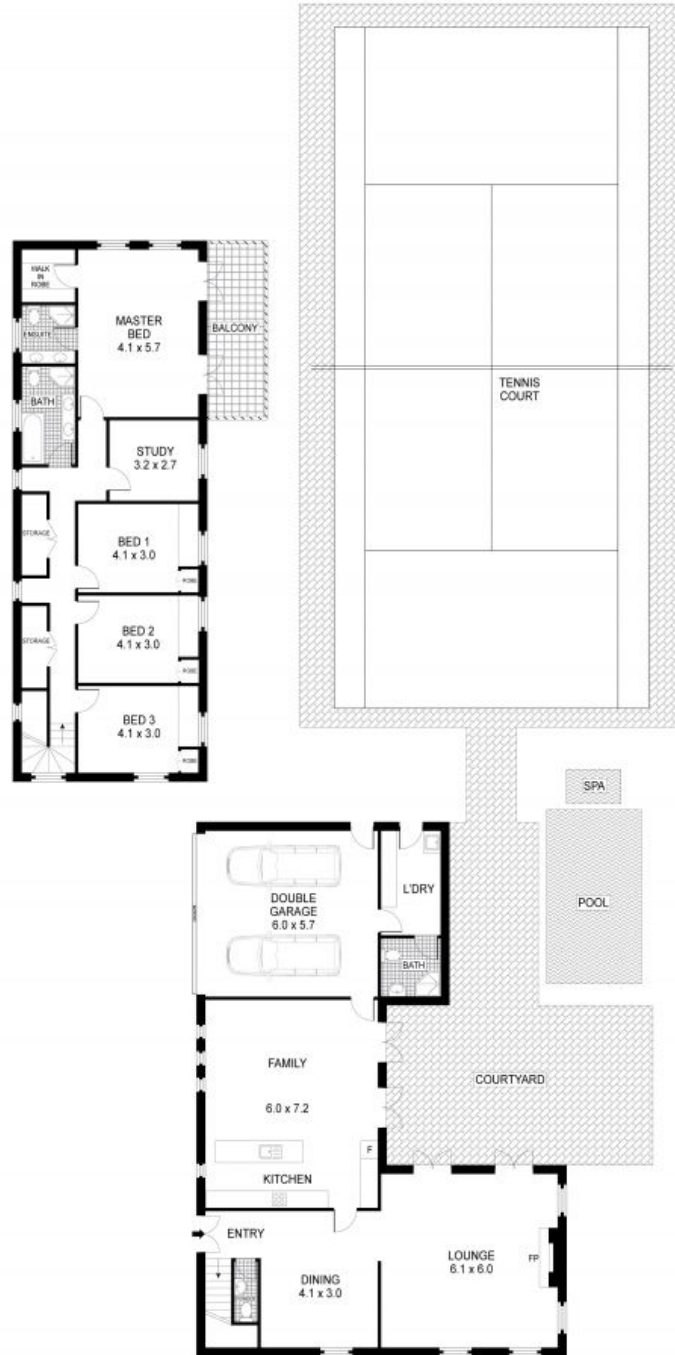 TENNIS
COURT
WALK
IN
ROBE
MASTER
BED
4.1 x 5.7
BALCONY
ENSUITE
BATH
STUDY
3.2 x 2.7
STORAGE
BED 1
4.1 x 3.0
ROBE
STORAGE
BED 2
4.1 x 3.0
ROBE
BED 3
4.1 x 3.0
ROBE
SPA
POOL
DOUBLE
GARAGE
6.0 x 5.7
L'DRY
BATH
FAMILY
6.0 x 7.2
COURTYARD
F
KITCHEN
ENTRY
LOUNGE
6.1 x 6.0
FP
DINING
4.1 x 3.0